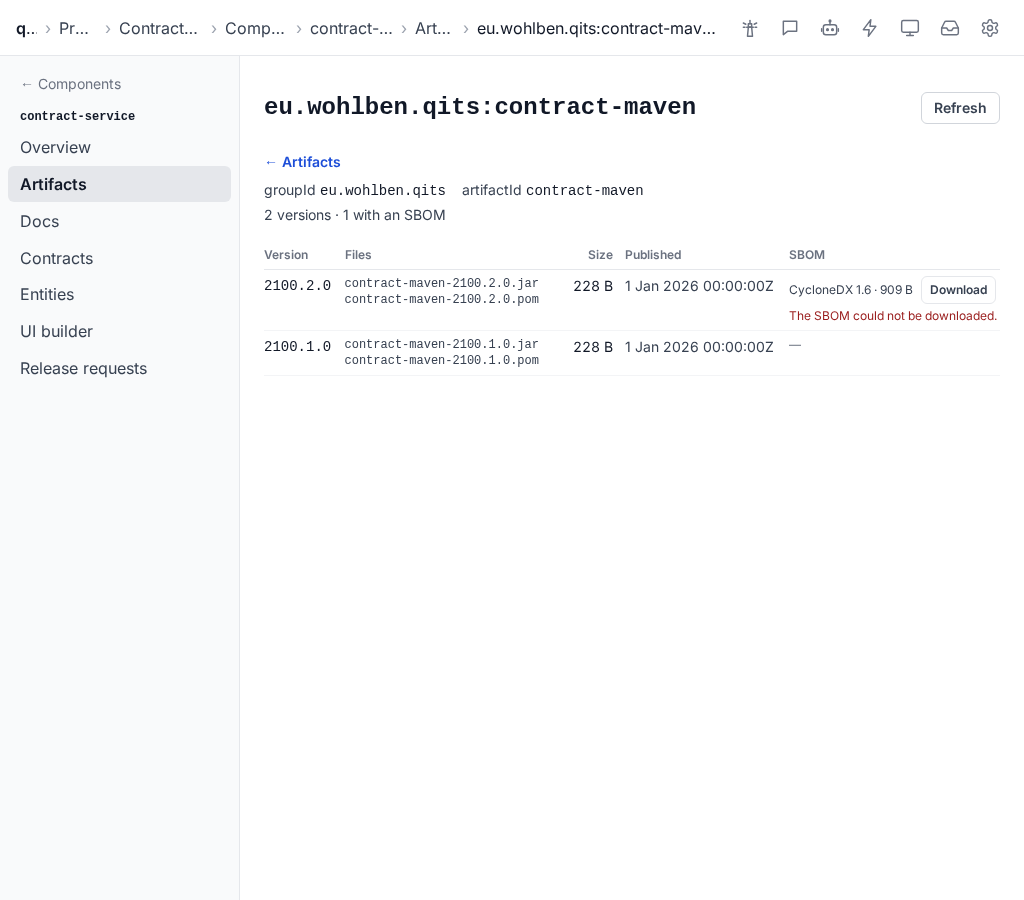 q… › Pr… › Contract… › Comp… › contract-… › Art… › eu.wohlben.qits:contract-mav…
← Components
contract-service
Overview
Artifacts
Docs
Contracts
Entities
UI builder
Release requests
eu.wohlben.qits:contract-maven
Refresh
← Artifacts
groupId eu.wohlben.qits artifactId contract-maven
2 versions · 1 with an SBOM
Version Files Size Published SBOM
2100.2.0 contract-maven-2100.2.0.jar 228 B 1 Jan 2026 00:00:00Z CycloneDX 1.6 · 909 B Download
contract-maven-2100.2.0.pom
The SBOM could not be downloaded.
2100.1.0 contract-maven-2100.1.0.jar 228 B 1 Jan 2026 00:00:00Z —
contract-maven-2100.1.0.pom